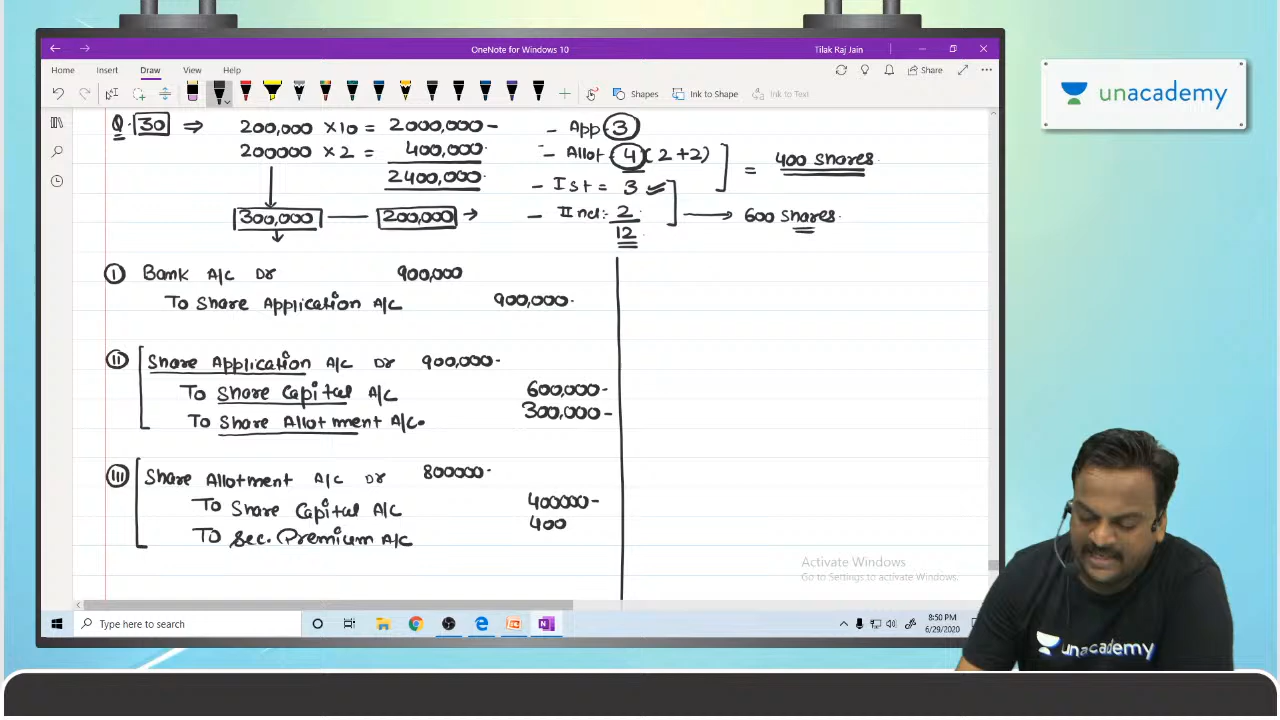 OneNote for Windows 10
Tilak Raj Jain
Home Insert Draw View Help
Share
Shapes
Ink to Shape
Ink to Text
unacademy
Q. 30 ⇒ 200,000 × 10 = 2000,000 -
200000 × 2 = 400,000
2400,000
300,000 — 200,000 →
- App - 3
- Allot - 4 (2+2)
= 400 shares
- Ist = 3 ✓
- IInd :- 2
12
→ 600 shares
(i) Bank A/C Dr 900,000
To Share Application A/C 900,000
(ii) Share Application A/C Dr 900,000
To Share Capital A/C 600,000
To Share Allotment A/C. 300,000
(iii) Share Allotment A/C Dr 800000
To Share Capital A/C 400000
To Sec. Premium A/C 400
Activate Windows
Go to Settings to activate Windows.
Type here to search
8:50 PM
6/29/2020
unacademy